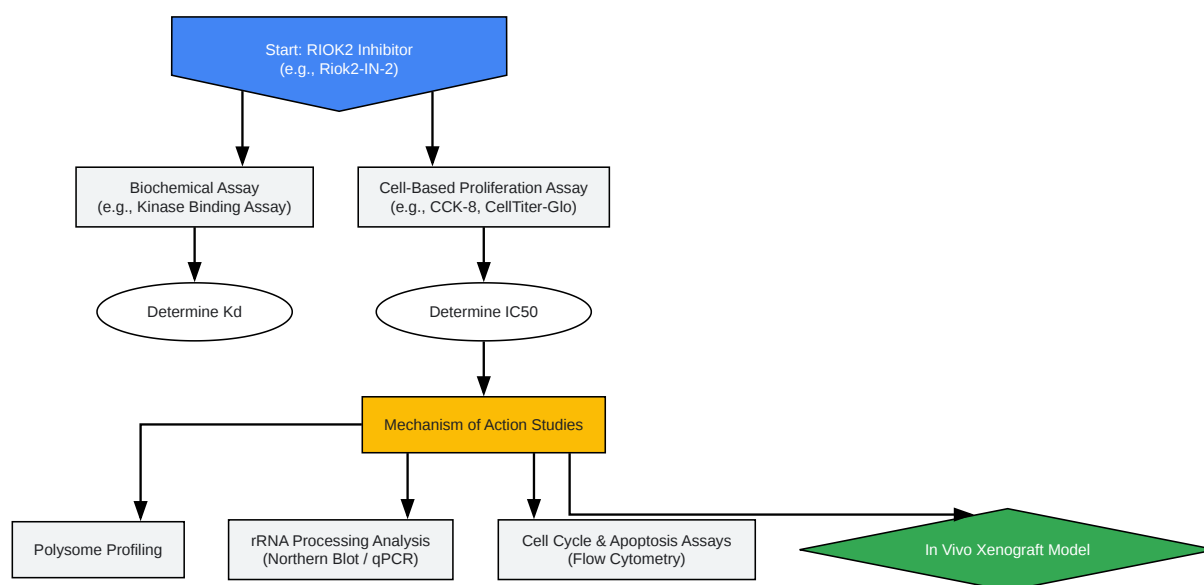 Start: RIOK2 Inhibitor
(e.g., Riok2-IN-2)
Biochemical Assay
(e.g., Kinase Binding Assay)
Cell-Based Proliferation Assay
(e.g., CCK-8, CellTiter-Glo)
Determine Kd
Determine IC50
Mechanism of Action Studies
Polysome Profiling
rRNA Processing Analysis
(Northern Blot / qPCR)
Cell Cycle & Apoptosis Assays
(Flow Cytometry)
In Vivo Xenograft Model